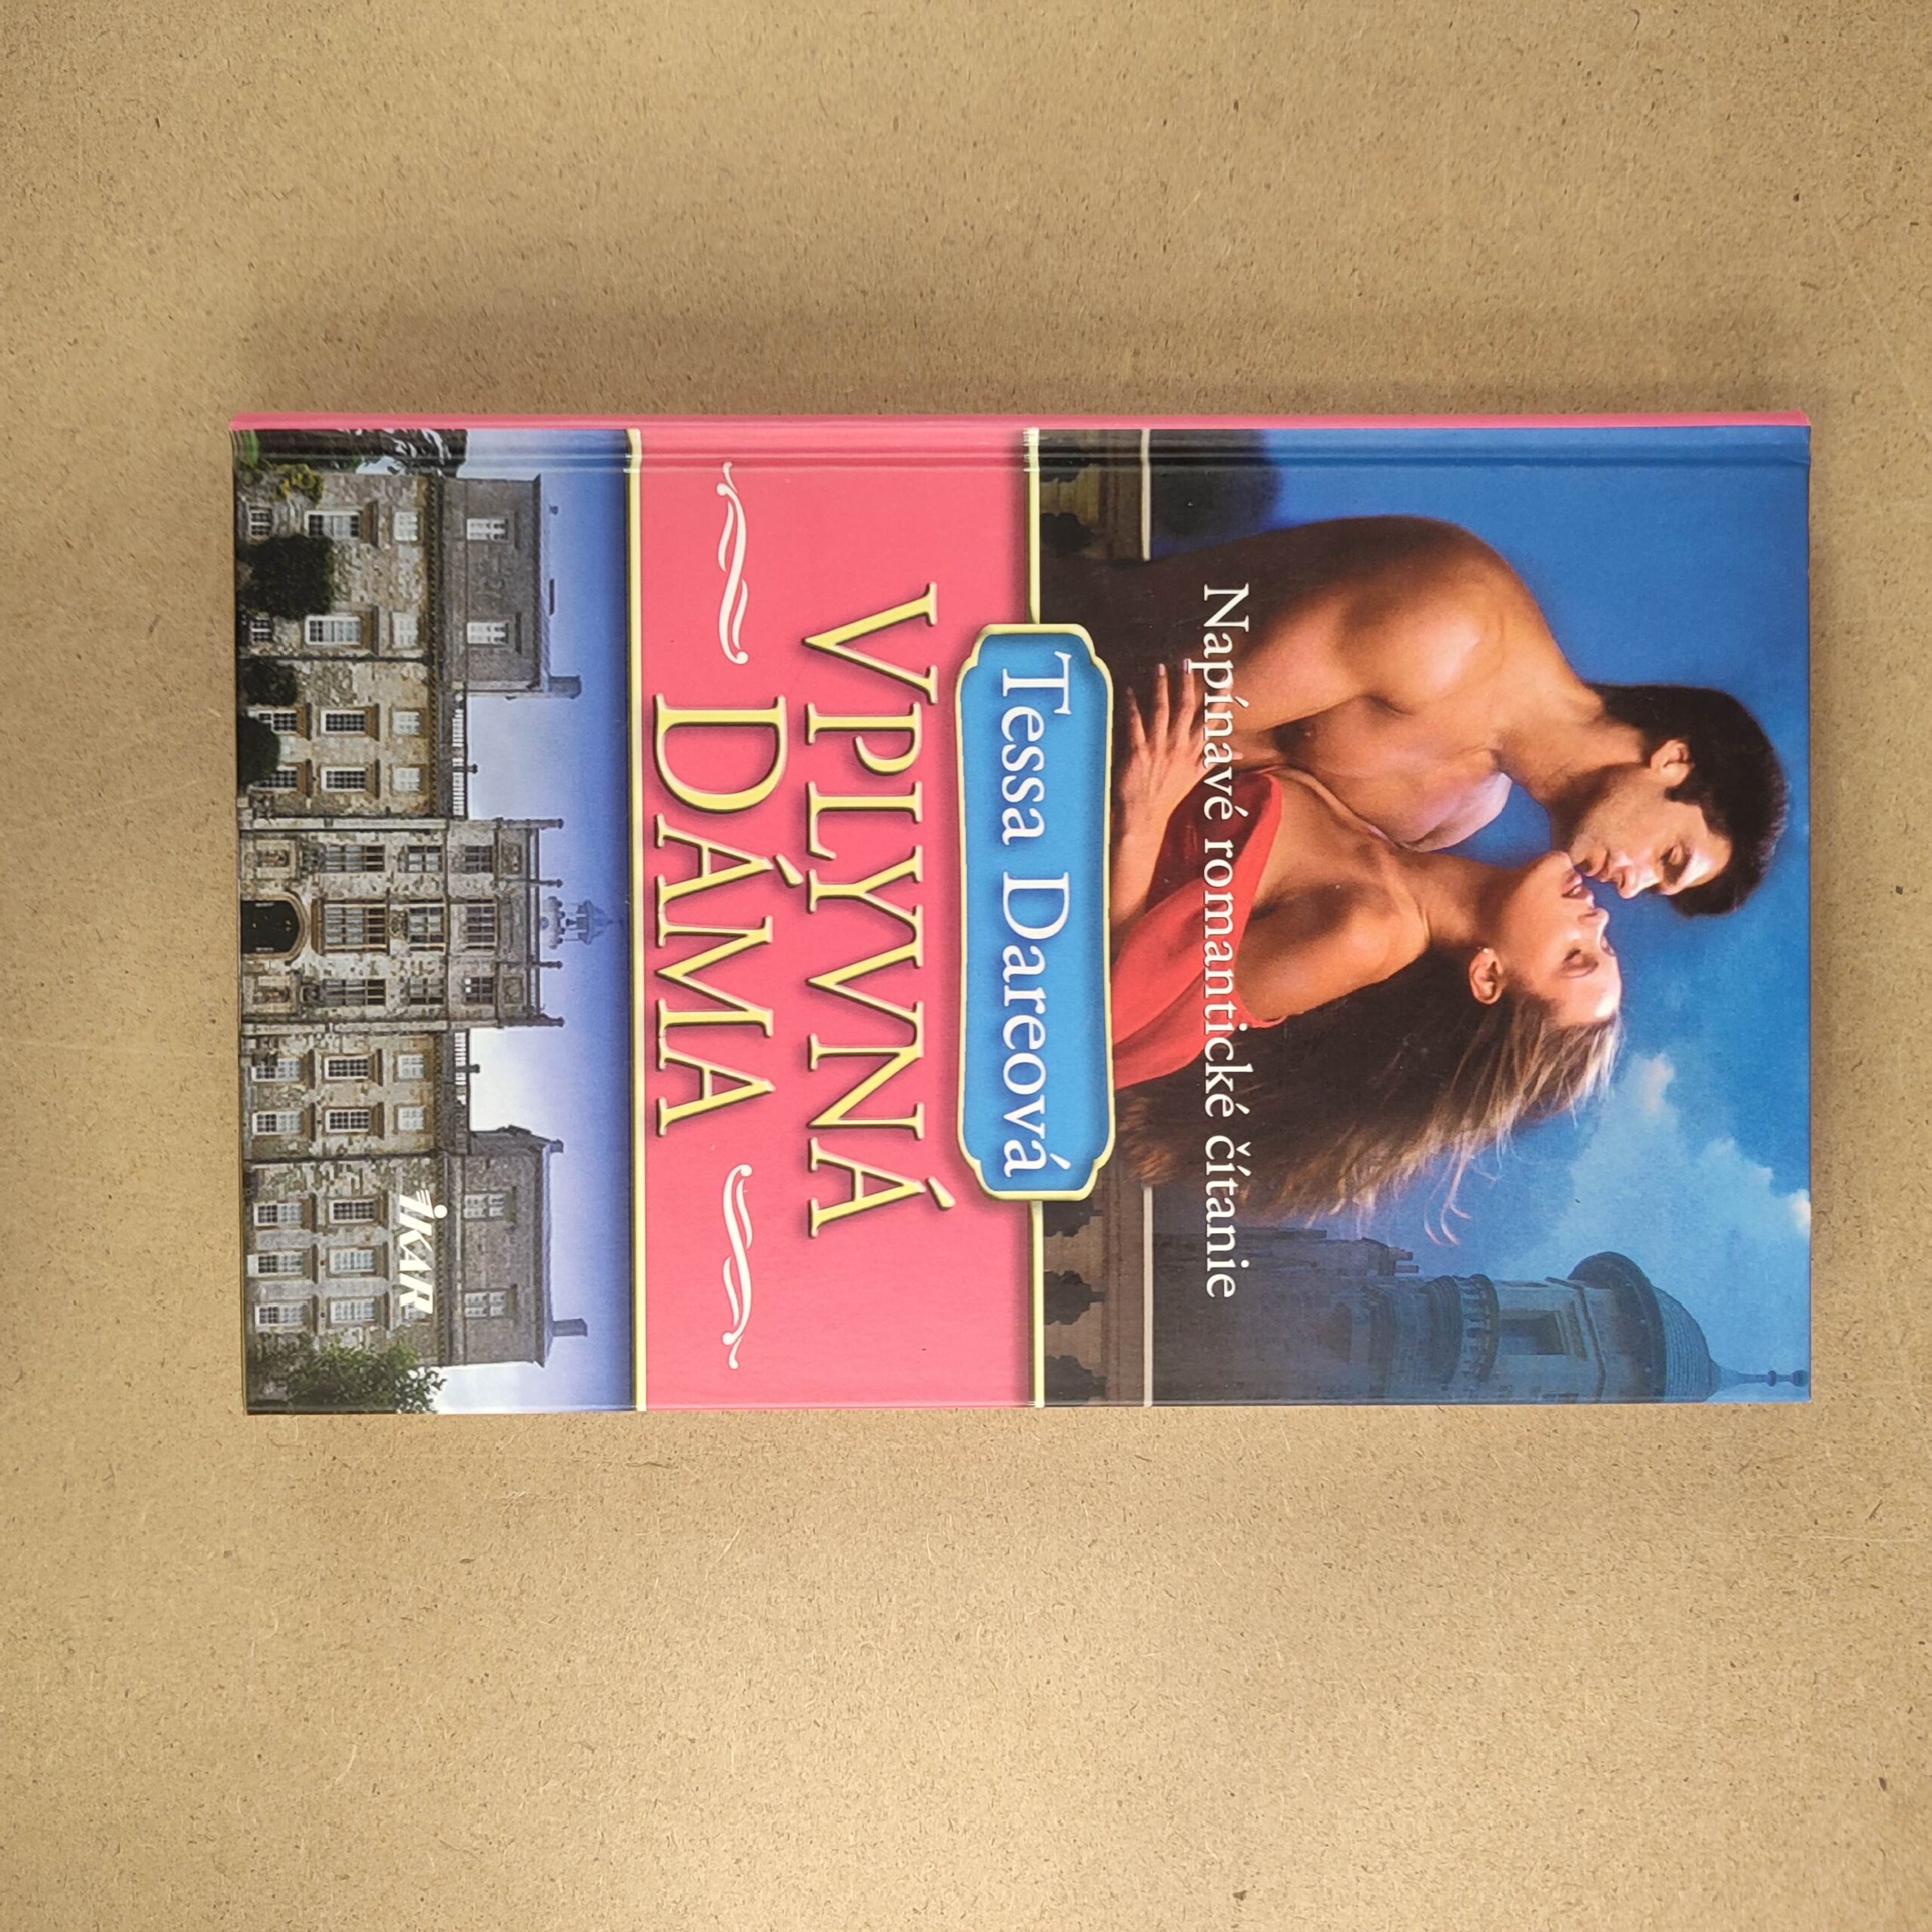 Napínavé romantické čítanie
Tessa Dareová
VPLYVNÁ
DÁMA
IKAR